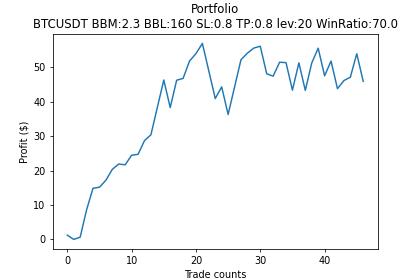 Portfolio
BTCUSDT BBM:2.3 BBL:160 SL:0.8 TP:0.8 lev:20 WinRatio:70.0
Profit ($)
50
40
30
20
10
0
0
10
20
30
40
Trade counts